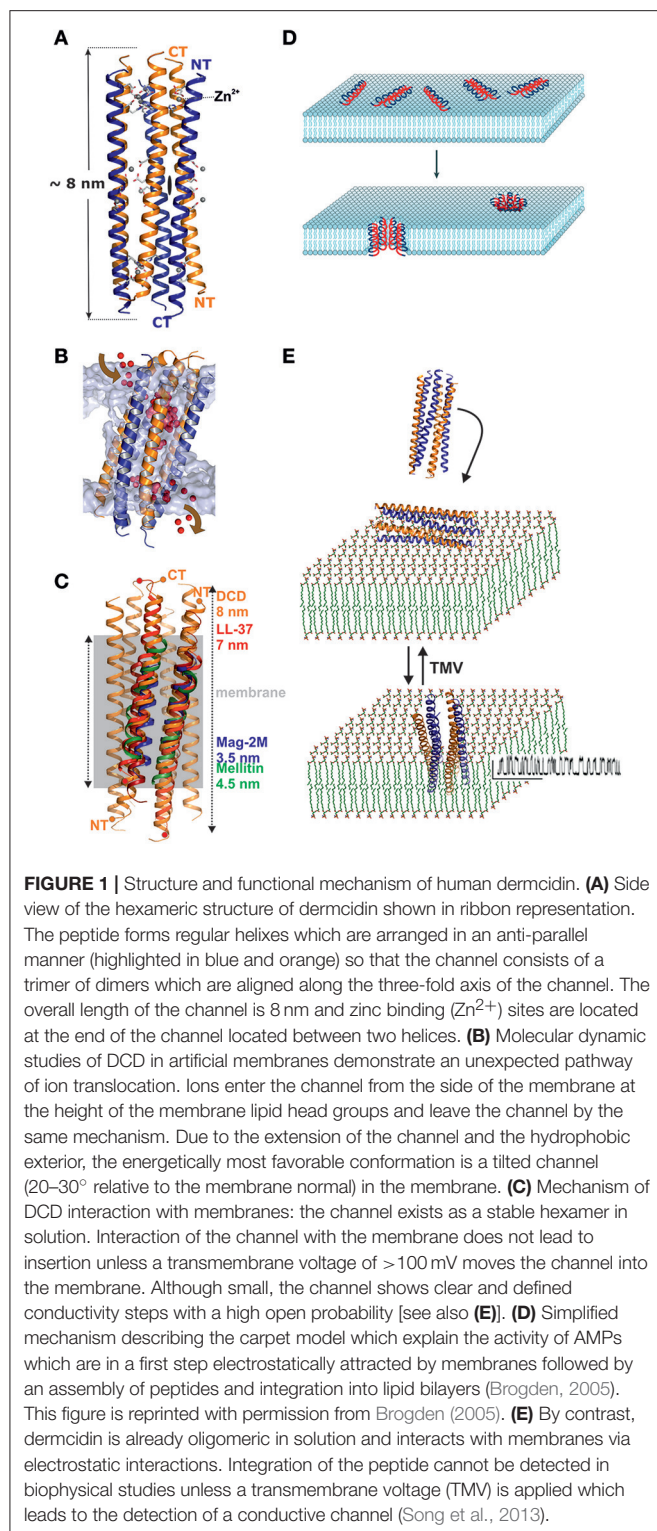 A
CT
NT
Zn2+
~ 8 nm
NT
CT
B
C
CT
NT
DCD
8 nm
LL-37
7 nm
membrane
Mag-2M
3.5 nm
Mellitin
4.5 nm
NT
D
E
TMV
FIGURE 1 | Structure and functional mechanism of human dermcidin. (A) Side
view of the hexameric structure of dermcidin shown in ribbon representation.
The peptide forms regular helixes which are arranged in an anti-parallel
manner (highlighted in blue and orange) so that the channel consists of a
trimer of dimers which are aligned along the three-fold axis of the channel. The
overall length of the channel is 8 nm and zinc binding (Zn2+) sites are located
at the end of the channel located between two helices. (B) Molecular dynamic
studies of DCD in artificial membranes demonstrate an unexpected pathway
of ion translocation. Ions enter the channel from the side of the membrane at
the height of the membrane lipid head groups and leave the channel by the
same mechanism. Due to the extension of the channel and the hydrophobic
exterior, the energetically most favorable conformation is a tilted channel
(20–30° relative to the membrane normal) in the membrane. (C) Mechanism of
DCD interaction with membranes: the channel exists as a stable hexamer in
solution. Interaction of the channel with the membrane does not lead to
insertion unless a transmembrane voltage of >100 mV moves the channel into
the membrane. Although small, the channel shows clear and defined
conductivity steps with a high open probability [see also (E)]. (D) Simplified
mechanism describing the carpet model which explain the activity of AMPs
which are in a first step electrostatically attracted by membranes followed by
an assembly of peptides and integration into lipid bilayers (Brogden, 2005).
This figure is reprinted with permission from Brogden (2005). (E) By contrast,
dermcidin is already oligomeric in solution and interacts with membranes via
electrostatic interactions. Integration of the peptide cannot be detected in
biophysical studies unless a transmembrane voltage (TMV) is applied which
leads to the detection of a conductive channel (Song et al., 2013).